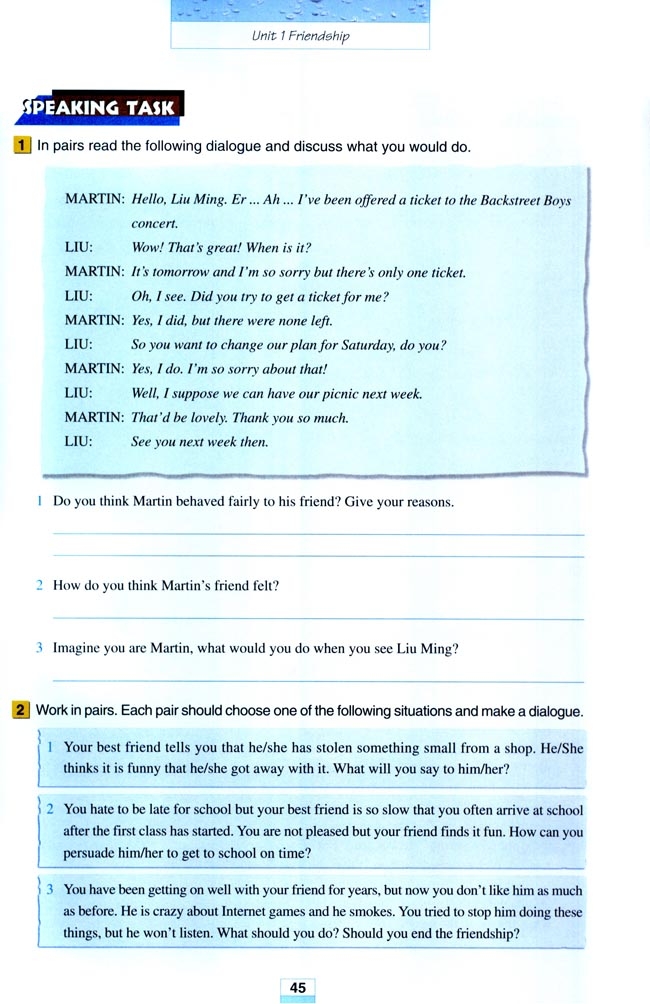 Unit 1 Friendship
SPEAKING TASK
1 In pairs read the following dialogue and discuss what you would do.
MARTIN: Hello, Liu Ming. Er ... Ah ... I've been offered a ticket to the Backstreet Boys
concert.
LIU: Wow! That's great! When is it?
MARTIN: It's tomorrow and I'm so sorry but there's only one ticket.
LIU: Oh, I see. Did you try to get a ticket for me?
MARTIN: Yes, I did, but there were none left.
LIU: So you want to change our plan for Saturday, do you?
MARTIN: Yes, I do. I'm so sorry about that!
LIU: Well, I suppose we can have our picnic next week.
MARTIN: That'd be lovely. Thank you so much.
LIU: See you next week then.
1 Do you think Martin behaved fairly to his friend? Give your reasons.
2 How do you think Martin's friend felt?
3 Imagine you are Martin, what would you do when you see Liu Ming?
2 Work in pairs. Each pair should choose one of the following situations and make a dialogue.
1 Your best friend tells you that he/she has stolen something small from a shop. He/She
thinks it is funny that he/she got away with it. What will you say to him/her?
2 You hate to be late for school but your best friend is so slow that you often arrive at school
after the first class has started. You are not pleased but your friend finds it fun. How can you
persuade him/her to get to school on time?
3 You have been getting on well with your friend for years, but now you don't like him as much
as before. He is crazy about Internet games and he smokes. You tried to stop him doing these
things, but he won't listen. What should you do? Should you end the friendship?
45